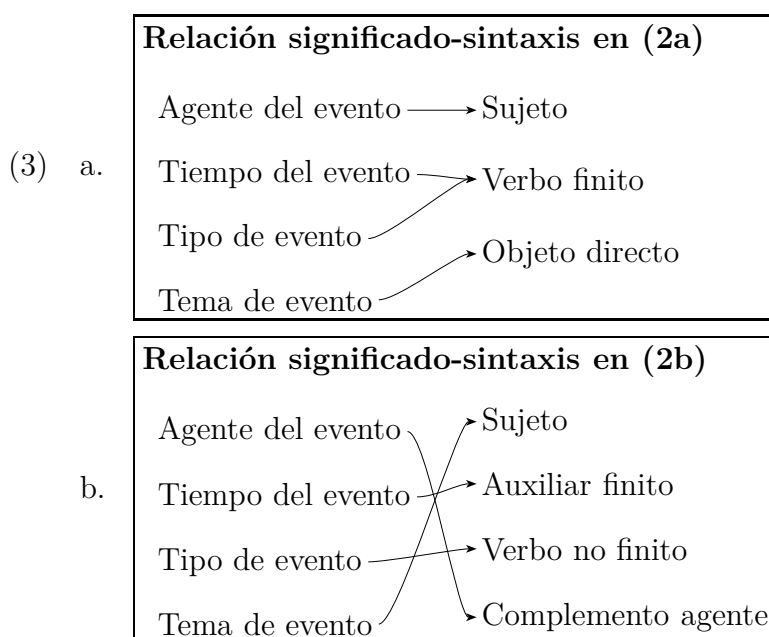 Relación significado-sintaxis en (2a)
Agente del evento Sujeto
(3) a. Tiempo del evento Verbo finito
Tipo de evento
Objeto directo
Tema de evento
Relación significado-sintaxis en (2b)
Agente del evento Sujeto
b. Tiempo del evento Auxiliar finito
Tipo de evento Verbo no finito
Tema de evento Complemento agente